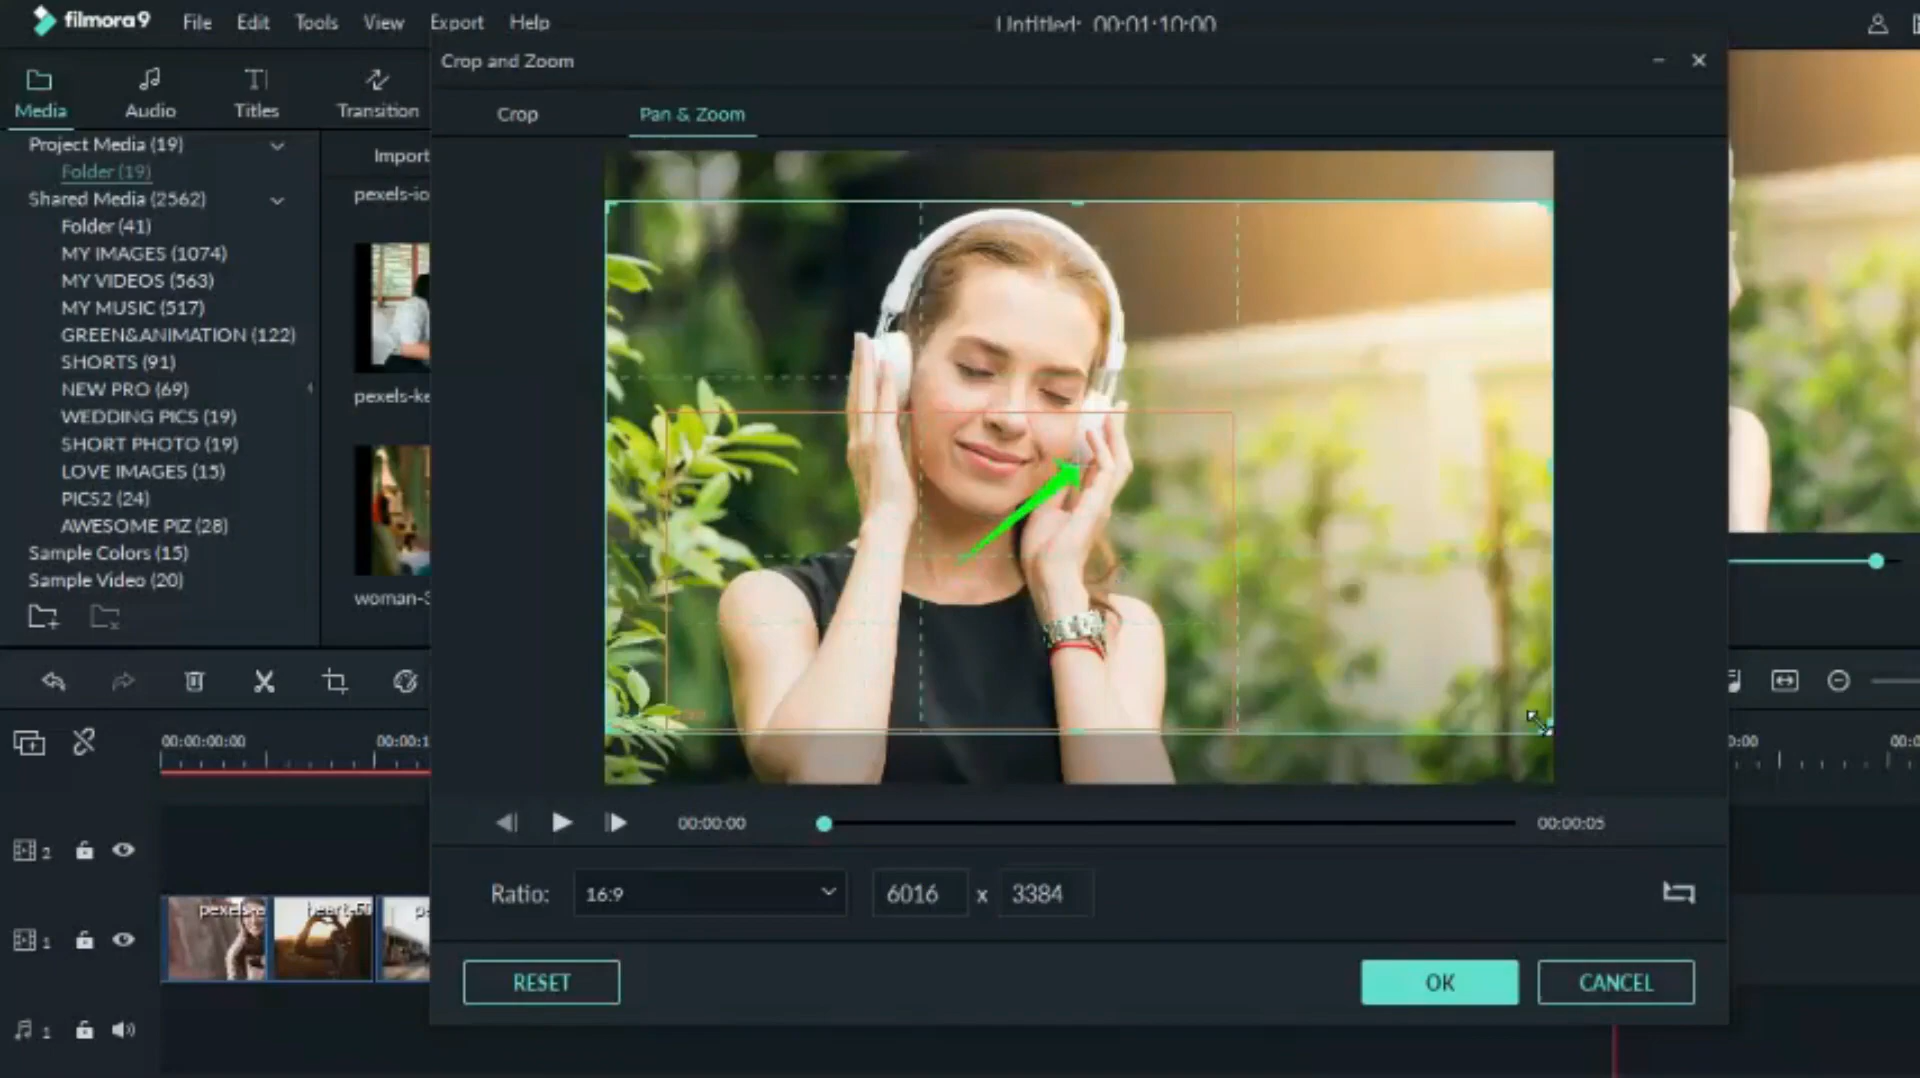 filmora9 File Edit Tools View Export Help
Untitled: 00:01:10:00
Crop and Zoom
Media Audio Titles Transition
Crop Pan & Zoom
Project Media (19)
Folder (19)
Shared Media (2562)
Folder (41)
MY IMAGES (1074)
MY VIDEOS (563)
MY MUSIC (517)
GREEN&ANIMATION (122)
SHORTS (91)
NEW PRO (69)
WEDDING PICS (19)
SHORT PHOTO (19)
LOVE IMAGES (15)
PICS2 (24)
AWESOME PIZ (28)
Sample Colors (15)
Sample Video (20)
Import
pexels-io
pexels-ke
woman-3
00:00:00:00
00:00:1
0:00
00:0
00:00:00
00:00:05
Ratio: 16:9 6016 x 3384
RESET OK CANCEL
2
1
pexels-a
heart-60
1